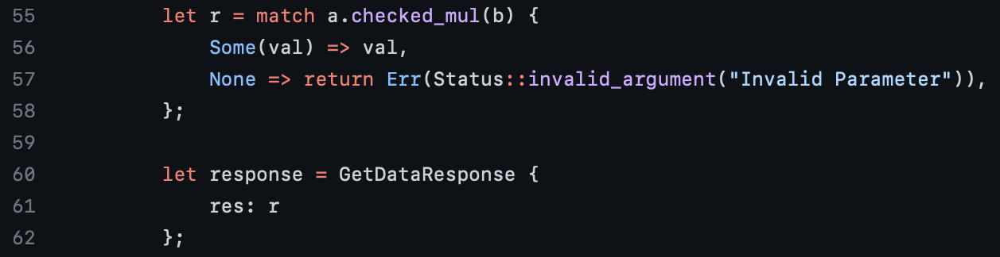 55 let r = match a.checked_mul(b) {
56 Some(val) => val,
57 None => return Err(Status::invalid_argument("Invalid Parameter")),
58 };
59
60 let response = GetDataResponse {
61 res: r
62 };